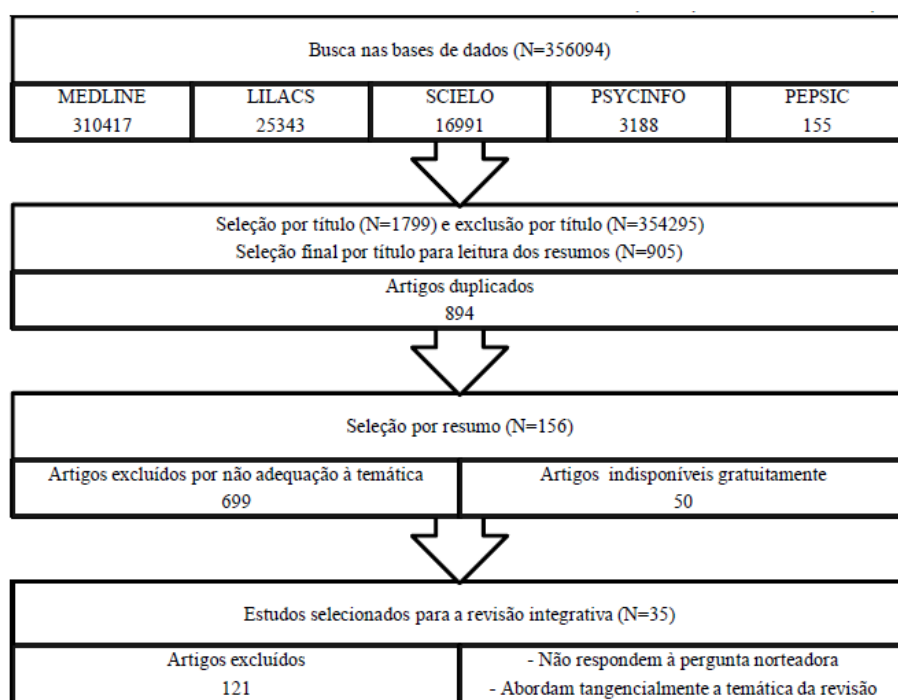 Busca nas bases de dados (N=356094)
MEDLINE LILACS SCIELO PSYCINFO PEPSIC
310417 25343 16991 3188 155
Seleção por título (N=1799) e exclusão por título (N=354295)
Seleção final por título para leitura dos resumos (N=905)
Artigos duplicados
894
Seleção por resumo (N=156)
Artigos excluídos por não adequação à temática Artigos indisponíveis gratuitamente
699 50
Estudos selecionados para a revisão integrativa (N=35)
Artigos excluídos - Não respondem à pergunta norteadora
121 - Abordam tangencialmente a temática da revisão